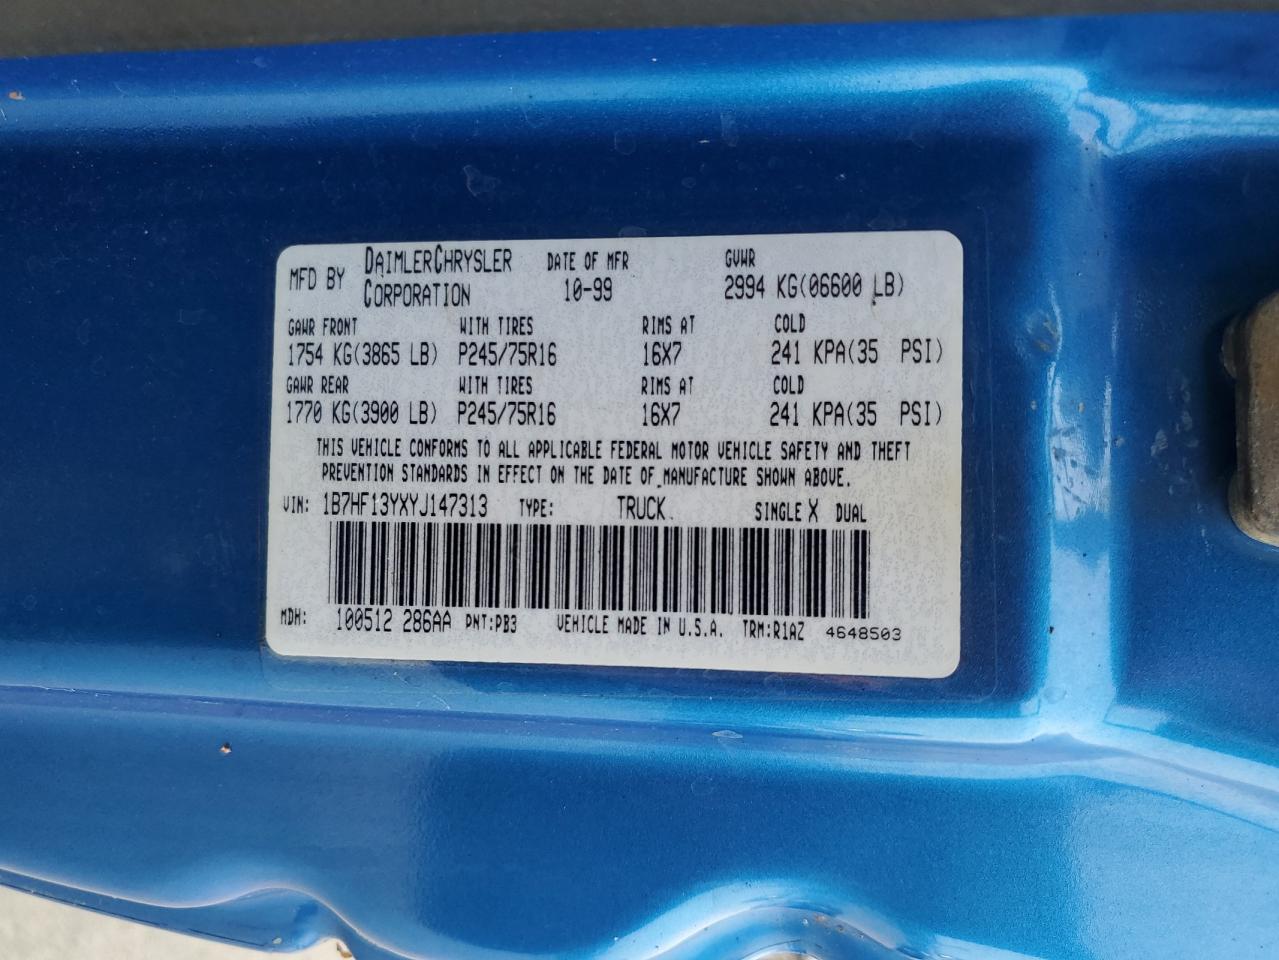 MFD BY DAIMLERCHRYSLER CORPORATION DATE OF MFR 10-99 GVWR 2994 KG(06600 LB)
GAWR FRONT WITH TIRES RIMS AT COLD
1754 KG(3865 LB) P245/75R16 16X7 241 KPA(35 PSI)
GAWR REAR WITH TIRES RIMS AT COLD
1770 KG(3900 LB) P245/75R16 16X7 241 KPA(35 PSI)
THIS VEHICLE CONFORMS TO ALL APPLICABLE FEDERAL MOTOR VEHICLE SAFETY AND THEFT
PREVENTION STANDARDS IN EFFECT ON THE DATE OF MANUFACTURE SHOWN ABOVE.
VIN: 1B7HF13YXYJ147313 TYPE: TRUCK SINGLE X DUAL
MDH: 100512 286AA PNT:PB3 VEHICLE MADE IN U.S.A. TRM:R1AZ 4648503